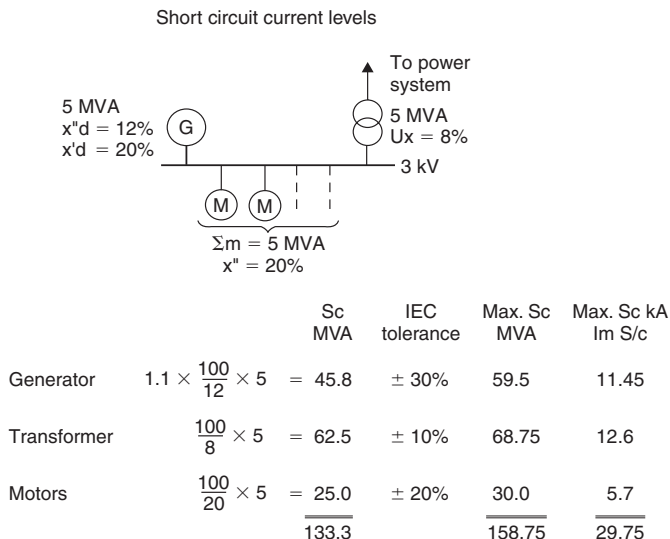 Short circuit current levels
To power
system
5 MVA
x"d = 12%
x'd = 20%
G
5 MVA
Ux = 8%
3 kV
M M
Σm = 5 MVA
x" = 20%
Sc MVA IEC tolerance Max. Sc MVA Max. Sc kA Im S/c
Generator 1.1 × 100/12 × 5 = 45.8 ± 30% 59.5 11.45
Transformer 100/8 × 5 = 62.5 ± 10% 68.75 12.6
Motors 100/20 × 5 = 25.0 ± 20% 30.0 5.7
133.3 158.75 29.75